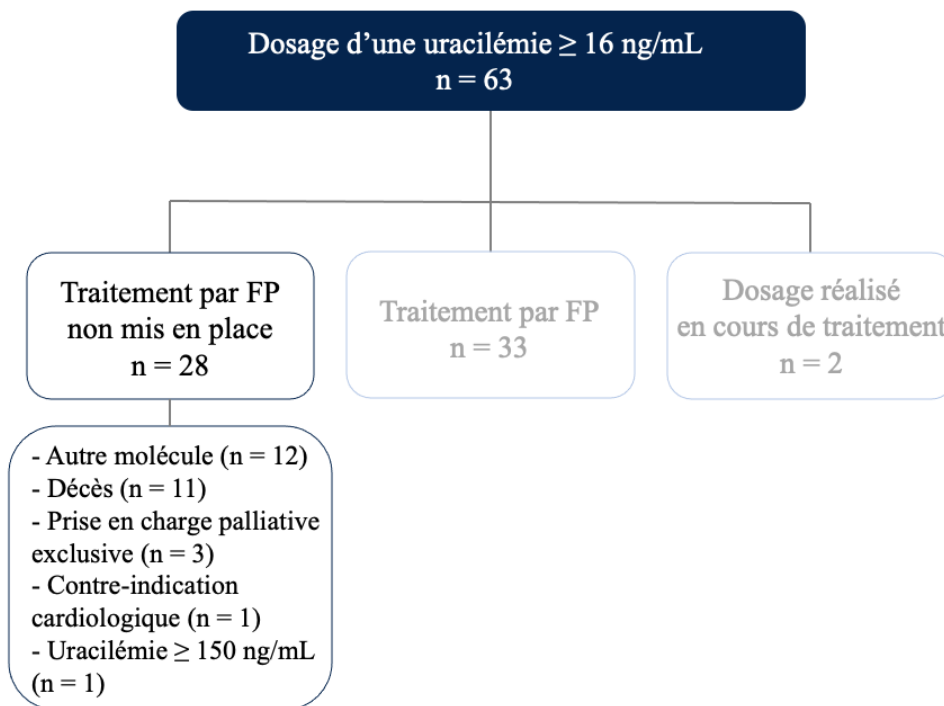 Dosage d’une uracilémie ≥ 16 ng/mL
n = 63
Traitement par FP
non mis en place
n = 28
Traitement par FP
n = 33
Dosage réalisé
en cours de traitement
n = 2
- Autre molécule (n = 12)
- Décès (n = 11)
- Prise en charge palliative
exclusive (n = 3)
- Contre-indication
cardiologique (n = 1)
- Uracilémie ≥ 150 ng/mL
(n = 1)